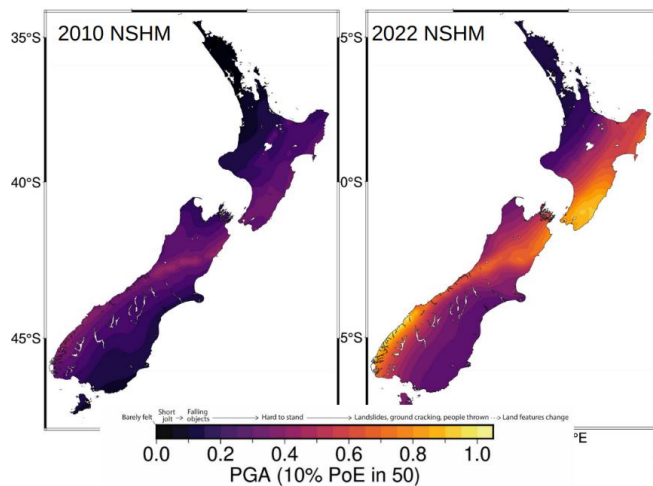 2010 NSHM
2022 NSHM
35°S
5°S
40°S
0°S
45°S
5°S
Barely felt Short jolt → Falling objects → Hard to stand → Landslides, ground cracking, people thrown → Land features change
°E
0.0 0.2 0.4 0.6 0.8 1.0
PGA (10% PoE in 50)